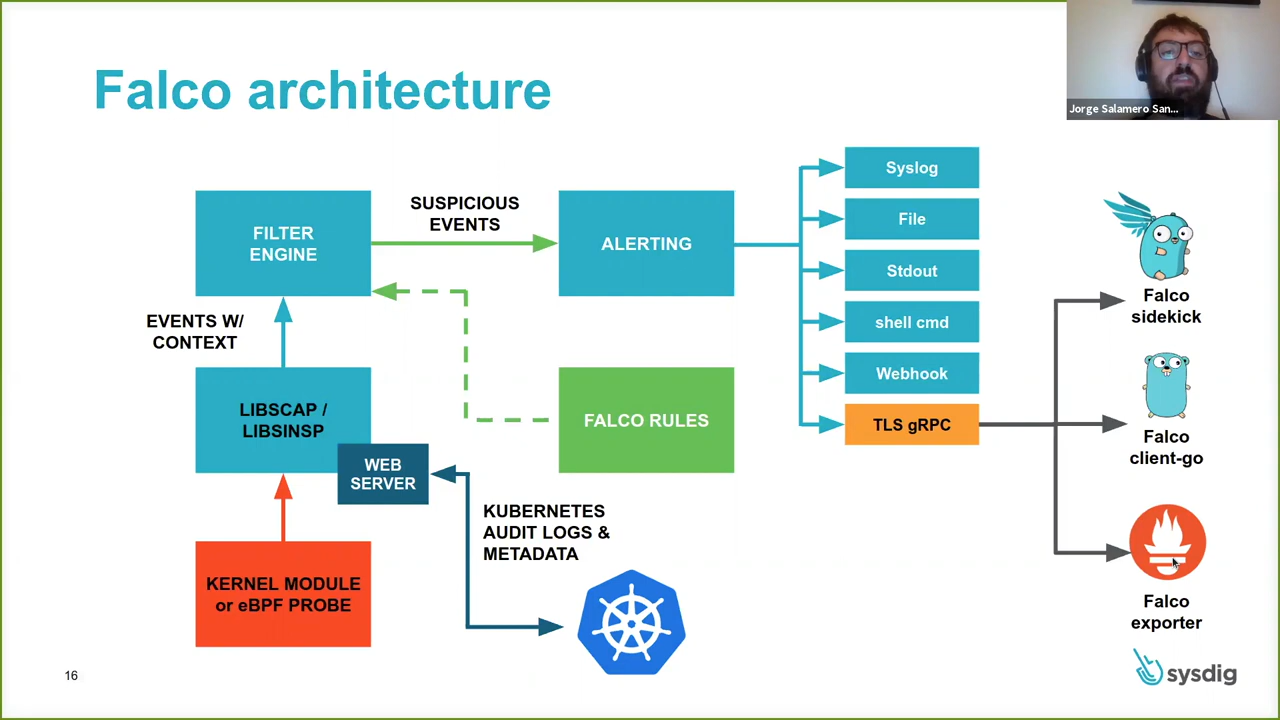 Falco architecture
Jorge Salamero San...
FILTER
ENGINE
SUSPICIOUS
EVENTS
ALERTING
Syslog
File
Stdout
shell cmd
Webhook
TLS gRPC
EVENTS W/
CONTEXT
LIBSCAP /
LIBSINSP
WEB
SERVER
FALCO RULES
KERNEL MODULE
or eBPF PROBE
KUBERNETES
AUDIT LOGS &
METADATA
Falco
sidekick
Falco
client-go
Falco
exporter
16
sysdig